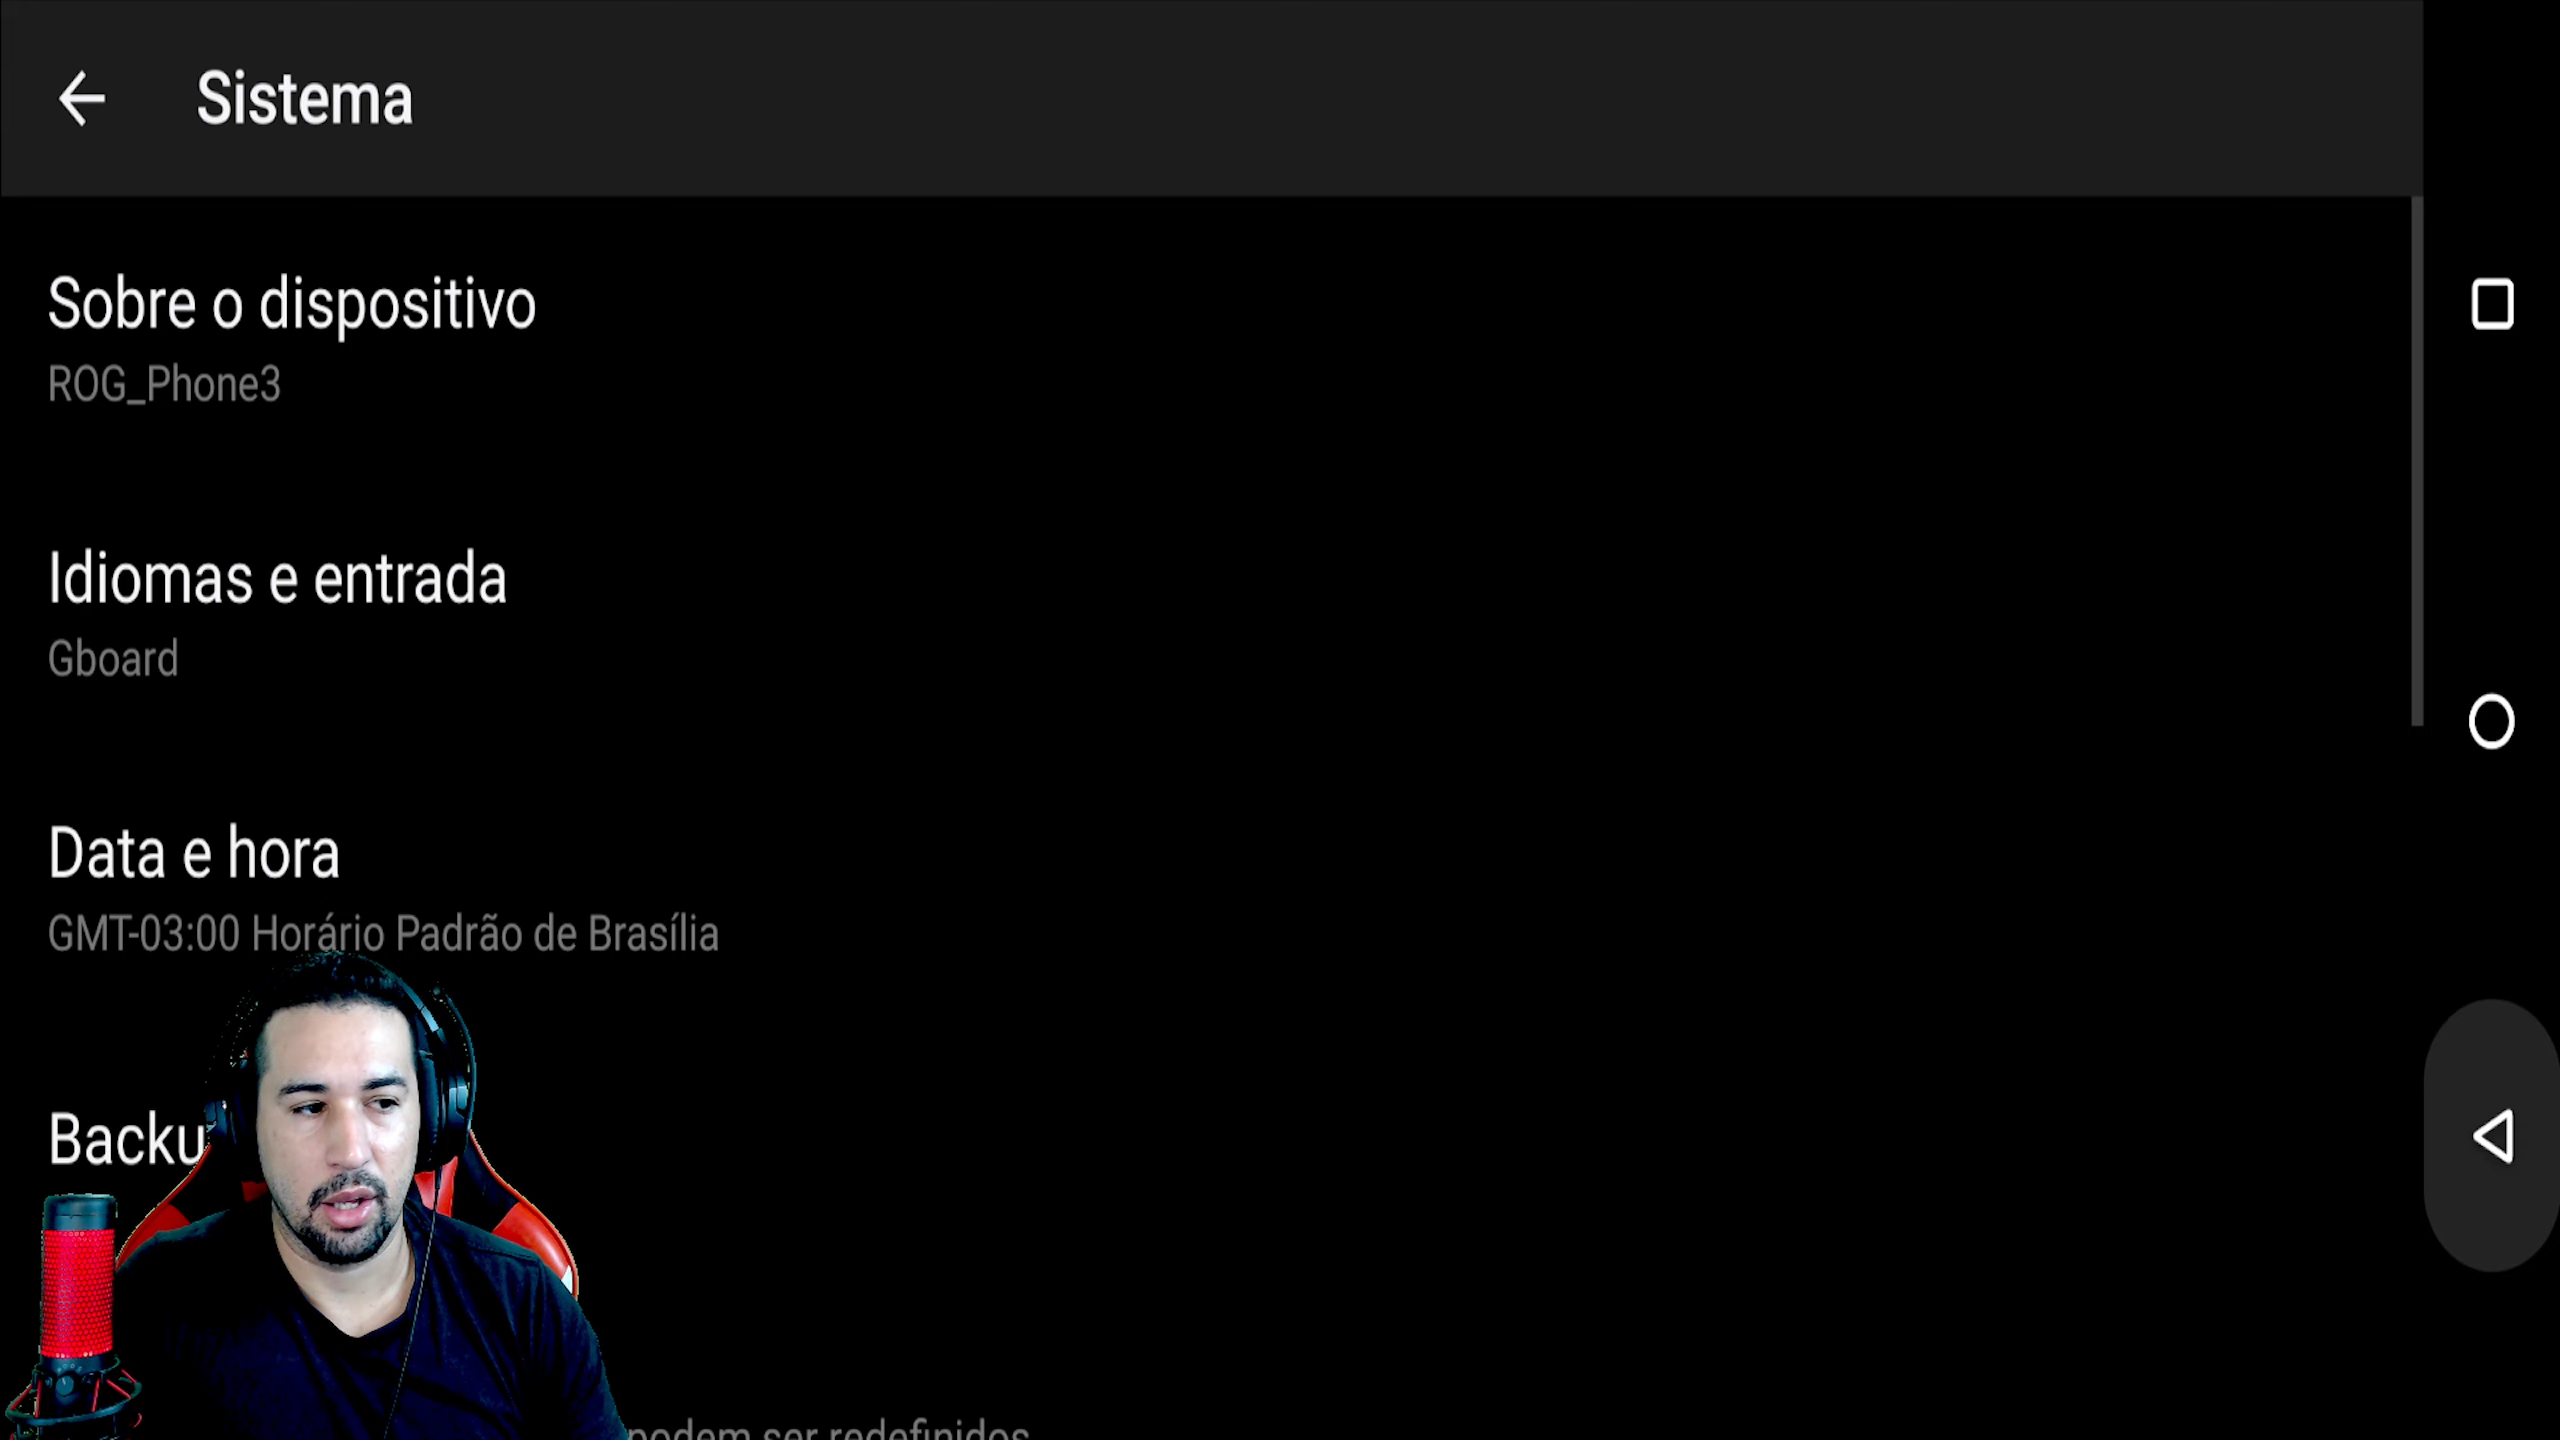 Sistema
Sobre o dispositivo
ROG_Phone3
Idiomas e entrada
Gboard
Data e hora
GMT-03:00 Horário Padrão de Brasília
Backu
podem ser redefinidos